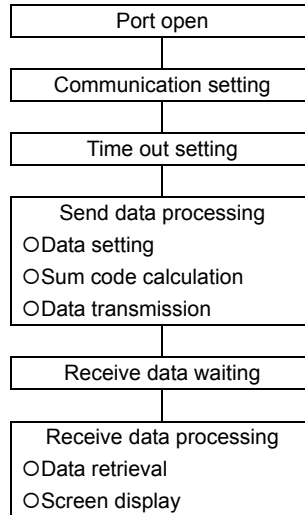 Port open
Communication setting
Time out setting
Send data processing
○Data setting
○Sum code calculation
○Data transmission
Receive data waiting
Receive data processing
○Data retrieval
○Screen display